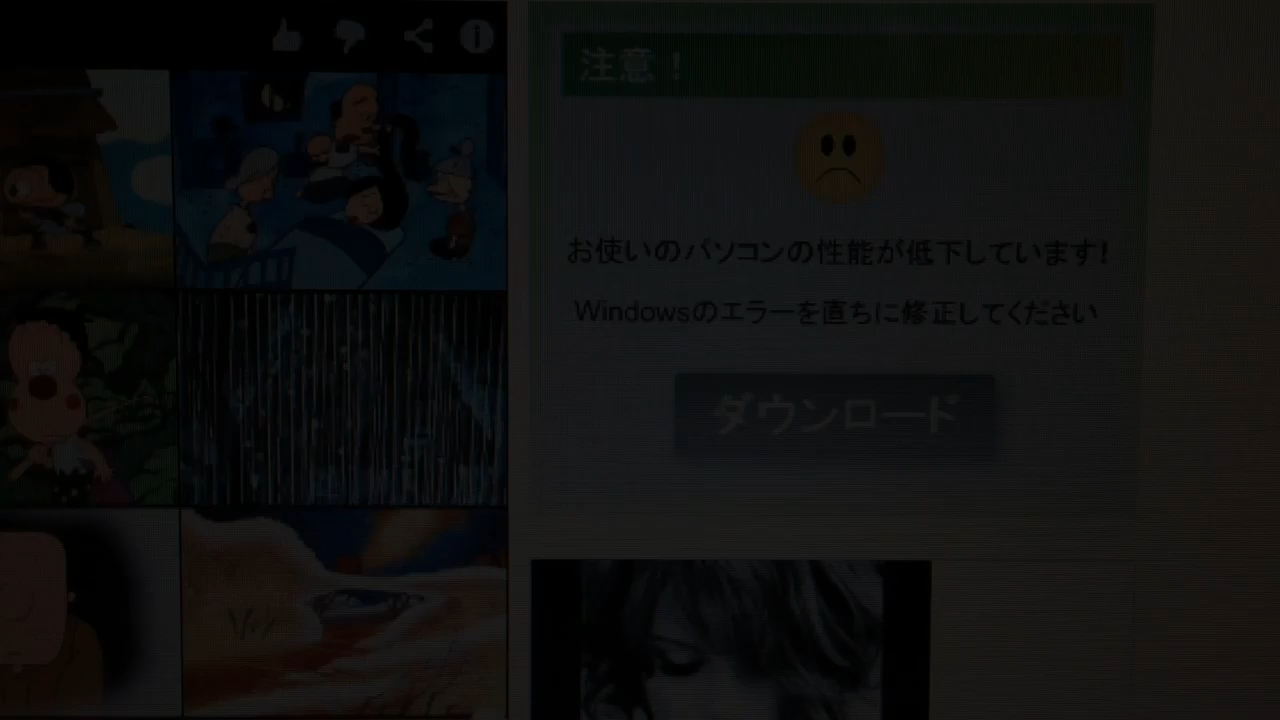 注意！
お使いのパソコンの性能が低下しています!
Windowsのエラーを直ちに修正してください
ダウンロード